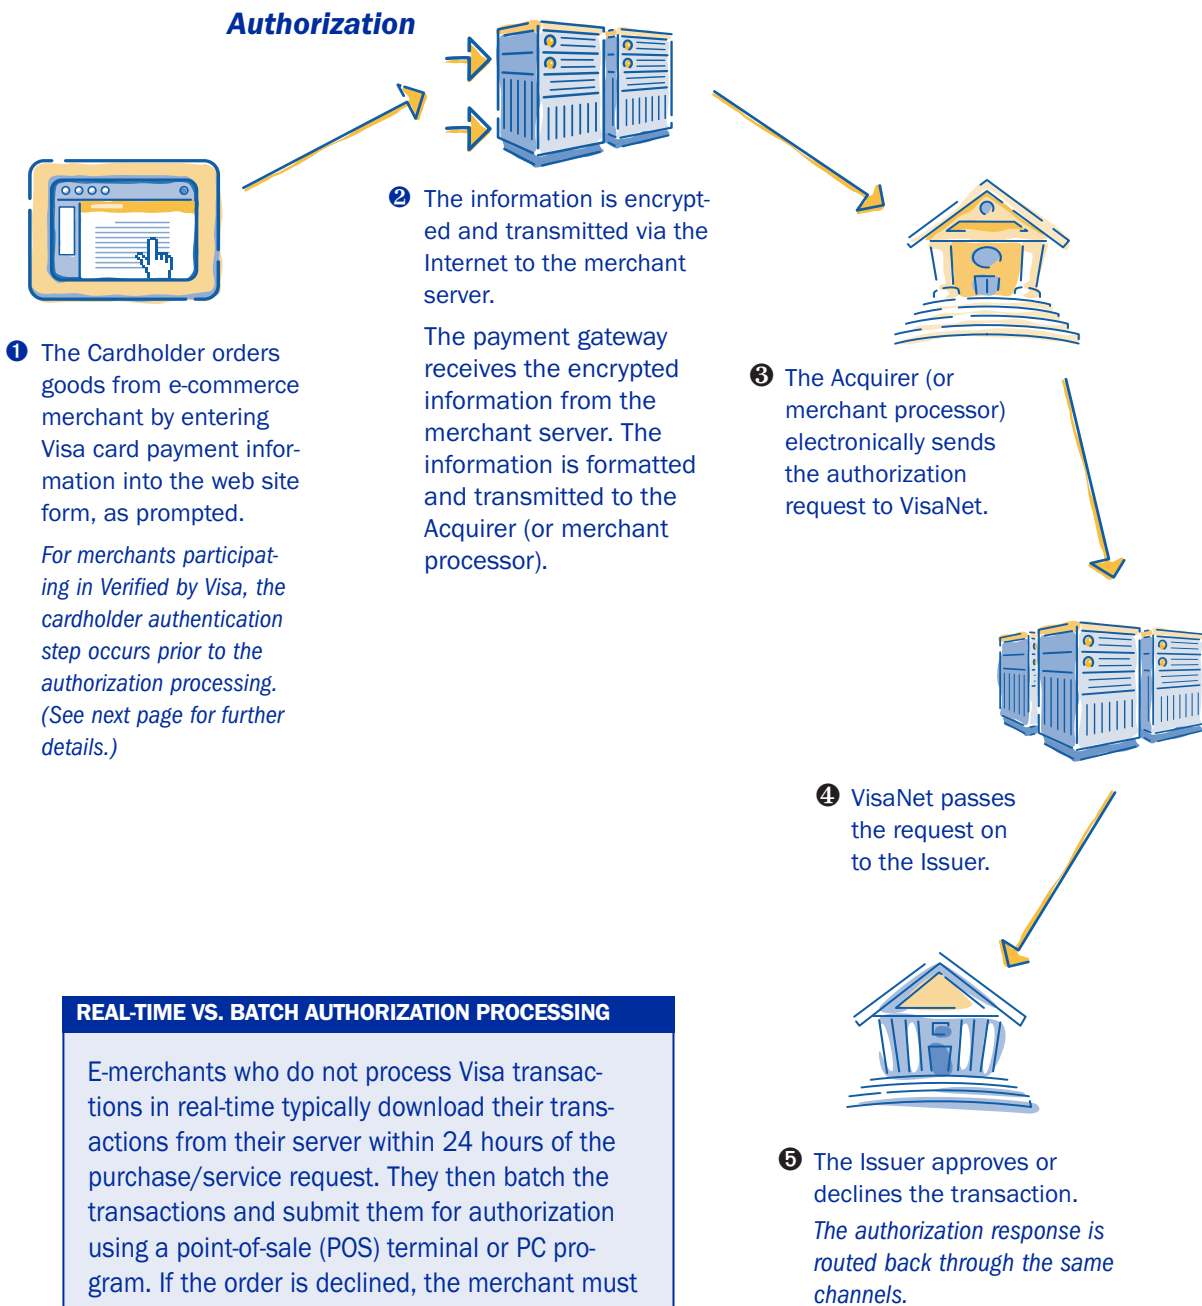 Authorization
❶ The Cardholder orders
goods from e-commerce
merchant by entering
Visa card payment infor-
mation into the web site
form, as prompted.
For merchants participat-
ing in Verified by Visa, the
cardholder authentication
step occurs prior to the
authorization processing.
(See next page for further
details.)
❷ The information is encrypt-
ed and transmitted via the
Internet to the merchant
server.
The payment gateway
receives the encrypted
information from the
merchant server. The
information is formatted
and transmitted to the
Acquirer (or merchant
processor).
❸ The Acquirer (or
merchant processor)
electronically sends
the authorization
request to VisaNet.
❹ VisaNet passes
the request on
to the Issuer.
❺ The Issuer approves or
declines the transaction.
The authorization response is
routed back through the same
channels.
REAL-TIME VS. BATCH AUTHORIZATION PROCESSING
E-merchants who do not process Visa transac-
tions in real-time typically download their trans-
actions from their server within 24 hours of the
purchase/service request. They then batch the
transactions and submit them for authorization
using a point-of-sale (POS) terminal or PC pro-
gram. If the order is declined, the merchant must